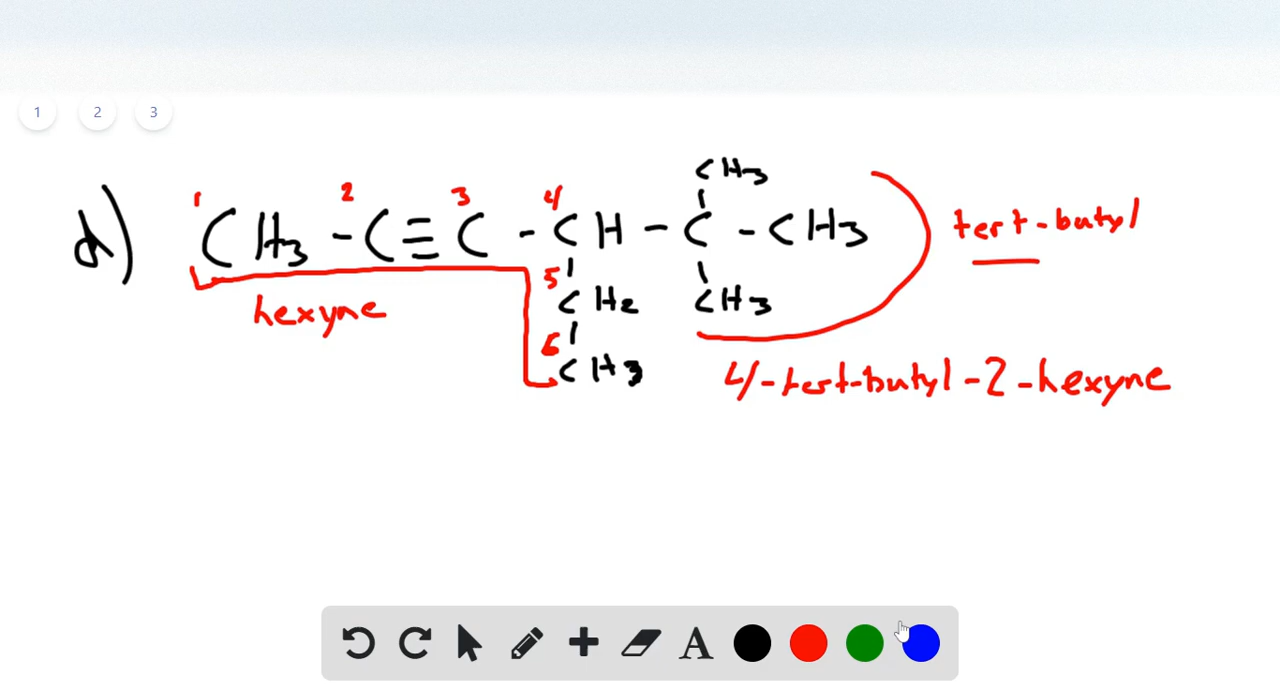 1 2 3
CH3
1 2 3 4
d) CH3 - C ≡ C - CH - C - CH3 tert-butyl
5 CH2 CH3
hexyne
6 CH3
4-tert-butyl-2-hexyne
A